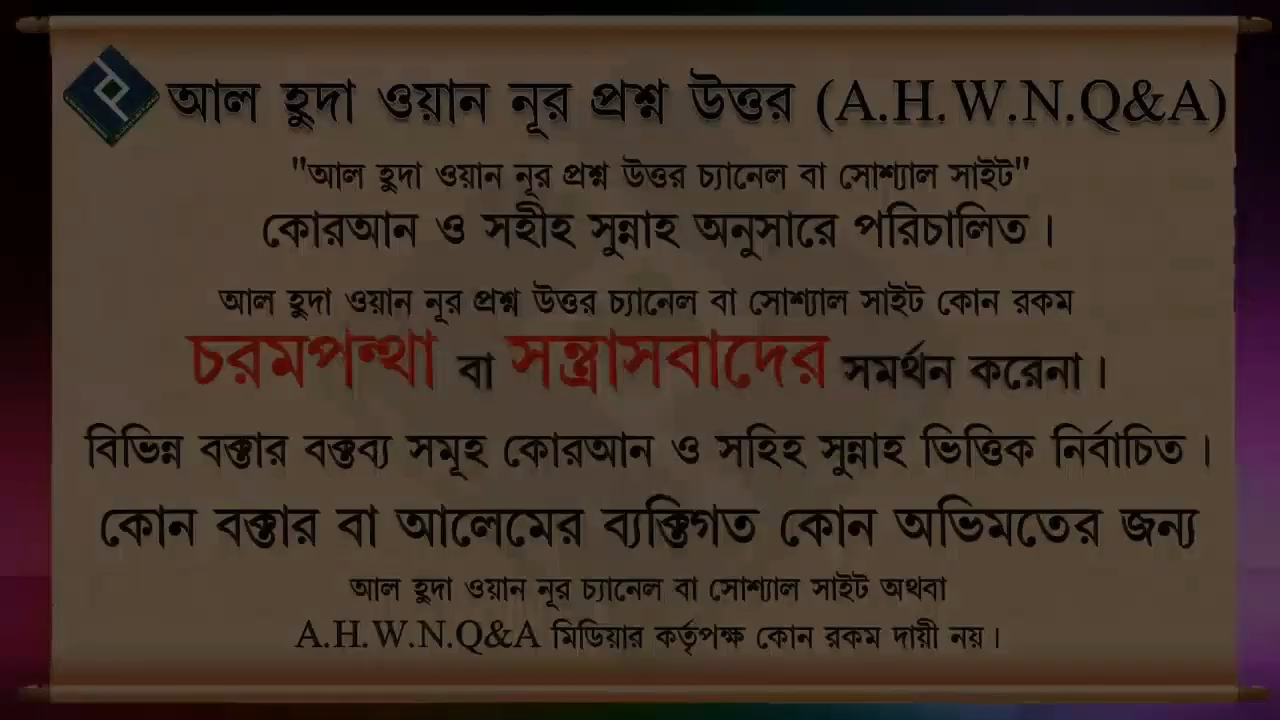 আল হুদা ওয়ান নূর প্রশ্ন উত্তর (A.H.W.N.Q&A)
"আল হুদা ওয়ান নূর প্রশ্ন উত্তর চ্যানেল বা সোশ্যাল সাইট"
কোরআন ও সহীহ সুন্নাহ অনুসারে পরিচালিত।
আল হুদা ওয়ান নূর প্রশ্ন উত্তর চ্যানেল বা সোশ্যাল সাইট কোন রকম
চরমপন্থা বা সন্ত্রাসবাদের সমর্থন করেনা।
বিভিন্ন বক্তার বক্তব্য সমূহ কোরআন ও সহিহ সুন্নাহ ভিত্তিক নির্বাচিত।
কোন বক্তার বা আলেমের ব্যক্তিগত কোন অভিমতের জন্য
আল হুদা ওয়ান নূর চ্যানেল বা সোশ্যাল সাইট অথবা
A.H.W.N.Q&A মিডিয়ার কর্তৃপক্ষ কোন রকম দায়ী নয়।